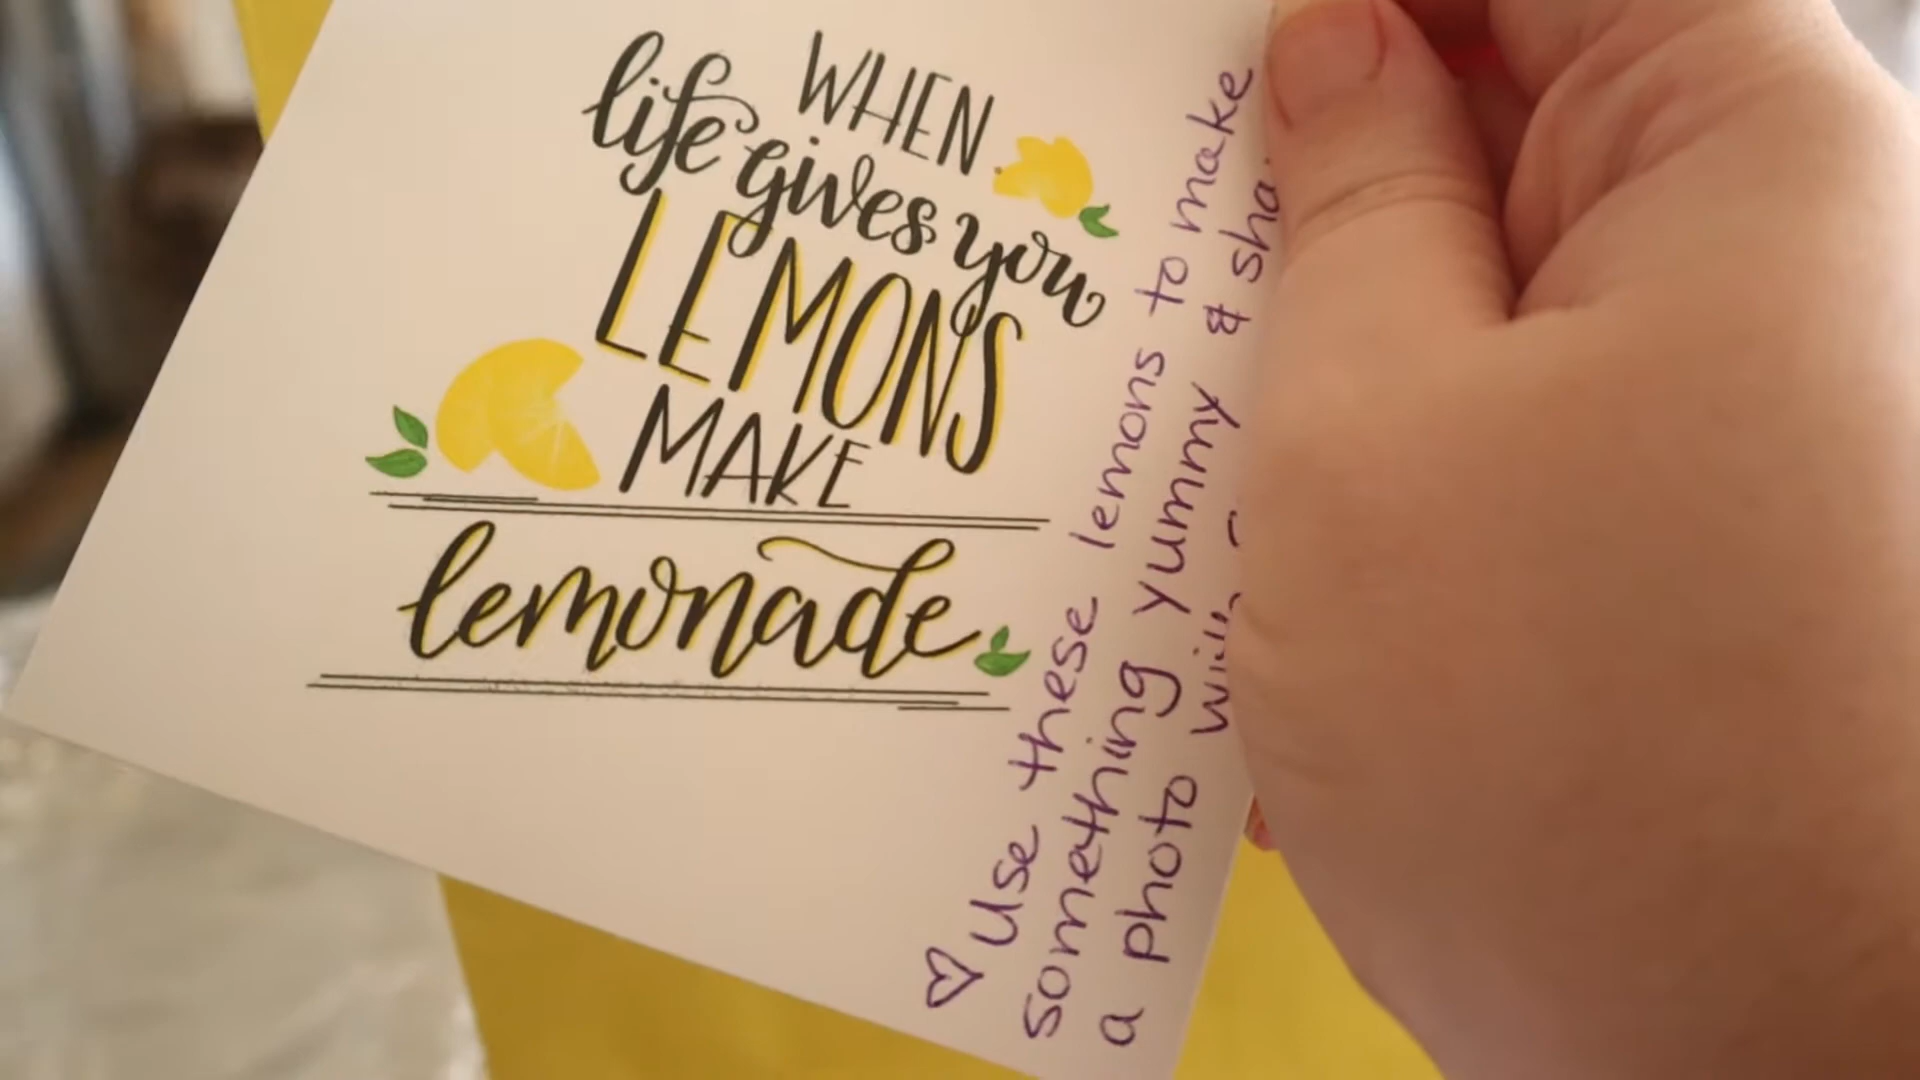 WHEN
life gives you
LEMONS
MAKE
lemonade
♡ Use these lemons to make
something yummy &
a photo